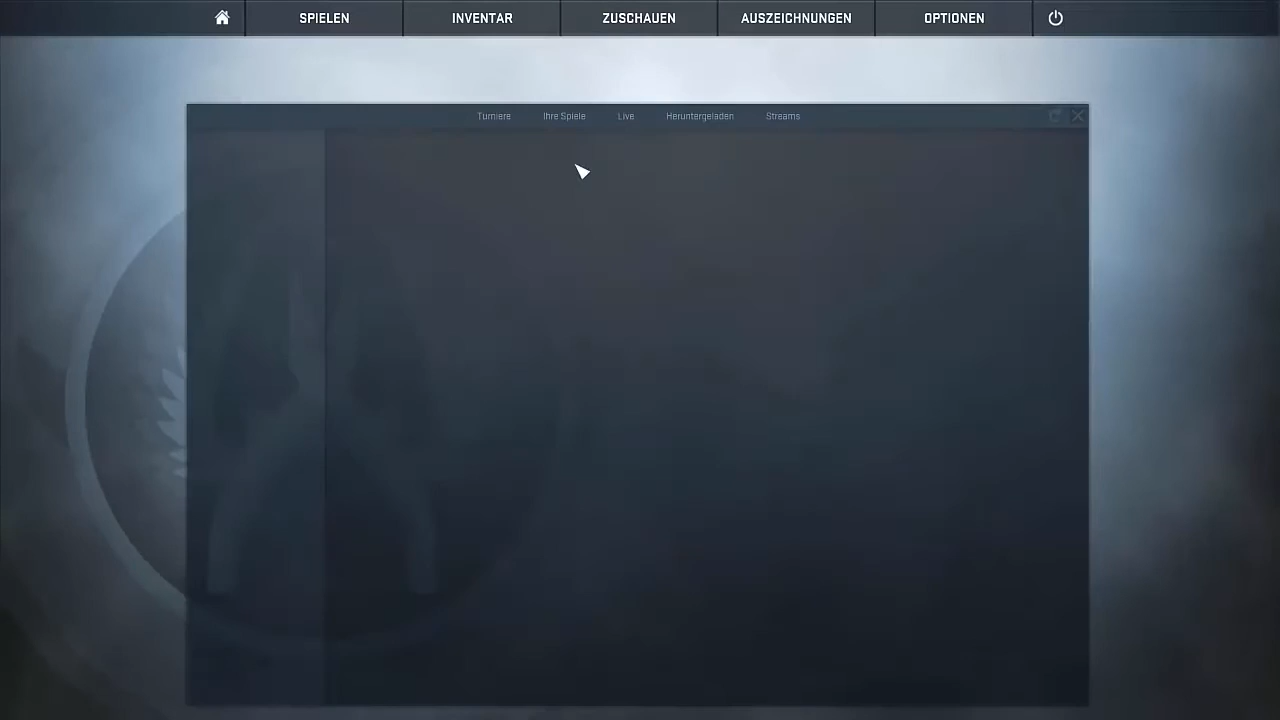 SPIELEN INVENTAR ZUSCHAUEN AUSZEICHNUNGEN OPTIONEN
Turniere Ihre Spiele Live Heruntergeladen Streams